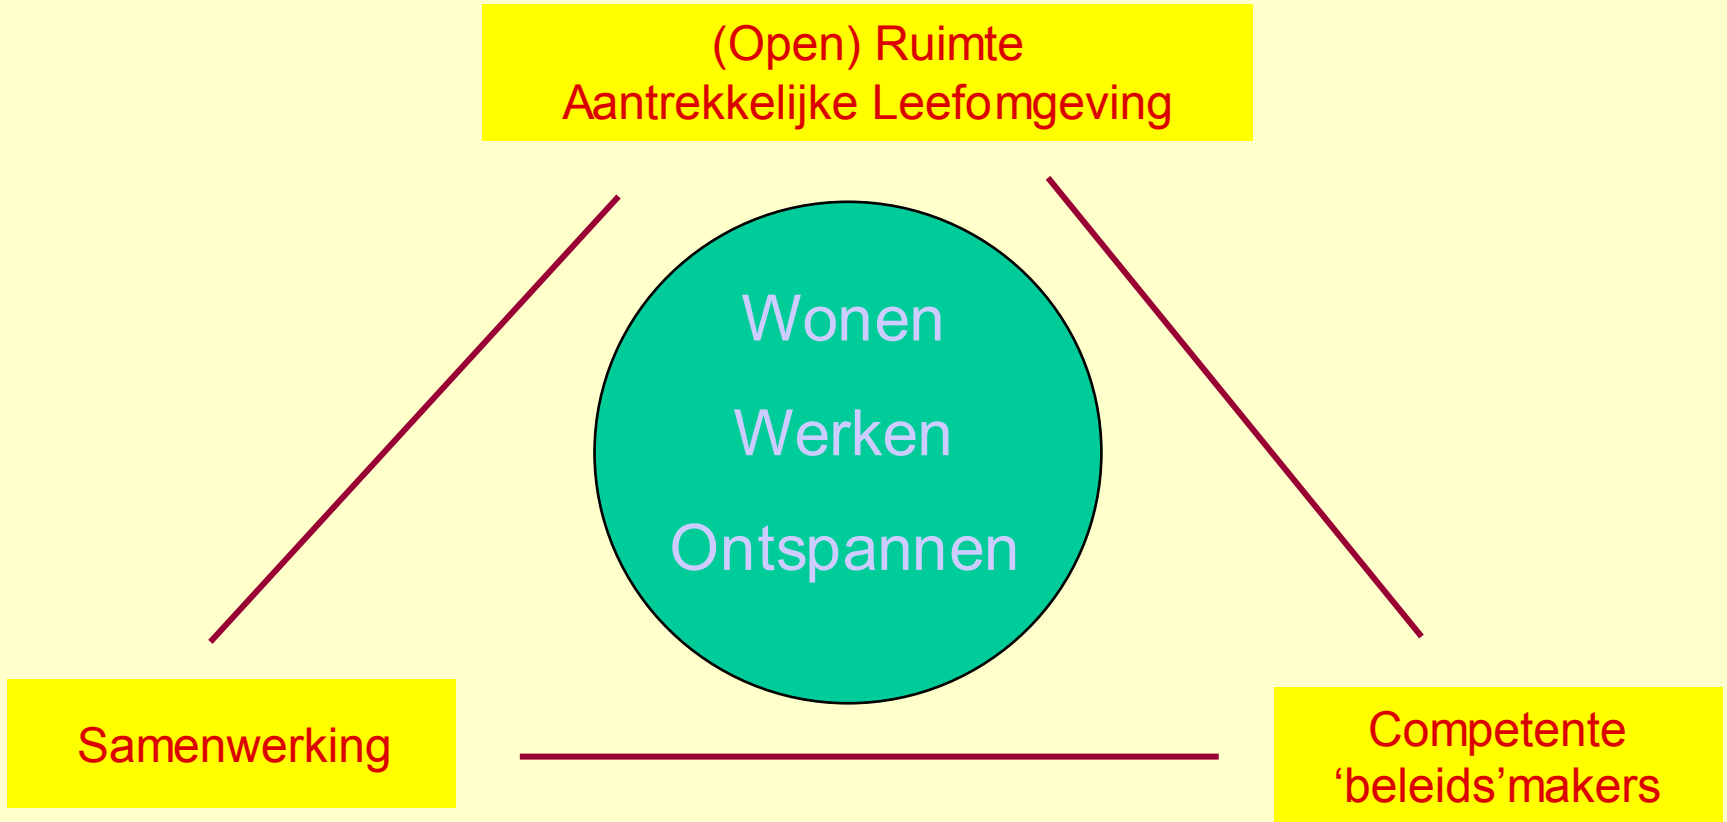 (Open) Ruimte
Aantrekkelijke Leefomgeving
Wonen
Werken
Ontspannen
Samenwerking
Competente
‘beleids’makers